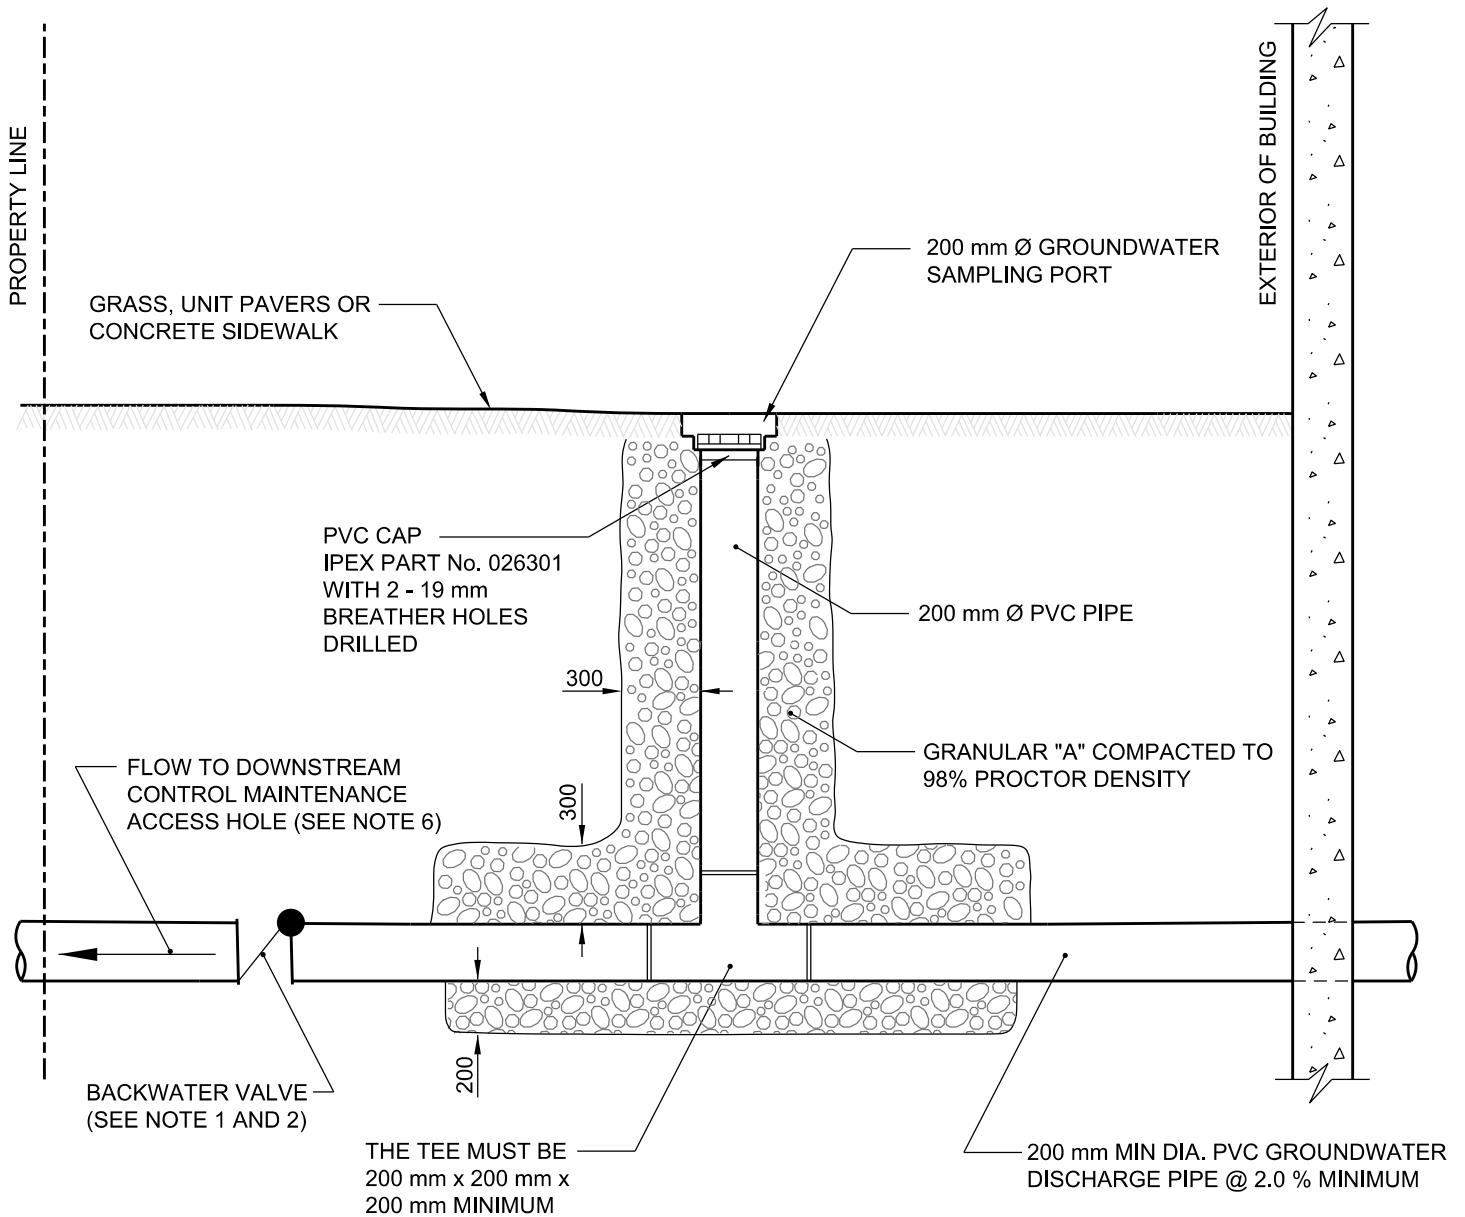 PROPERTY LINE
EXTERIOR OF BUILDING
200 mm Ø GROUNDWATER
SAMPLING PORT
GRASS, UNIT PAVERS OR
CONCRETE SIDEWALK
PVC CAP
IPEX PART No. 026301
WITH 2 - 19 mm
BREATHER HOLES
DRILLED
200 mm Ø PVC PIPE
300
GRANULAR "A" COMPACTED TO
98% PROCTOR DENSITY
FLOW TO DOWNSTREAM
CONTROL MAINTENANCE
ACCESS HOLE (SEE NOTE 6)
300
200
BACKWATER VALVE
(SEE NOTE 1 AND 2)
THE TEE MUST BE
200 mm x 200 mm x
200 mm MINIMUM
200 mm MIN DIA. PVC GROUNDWATER
DISCHARGE PIPE @ 2.0 % MINIMUM